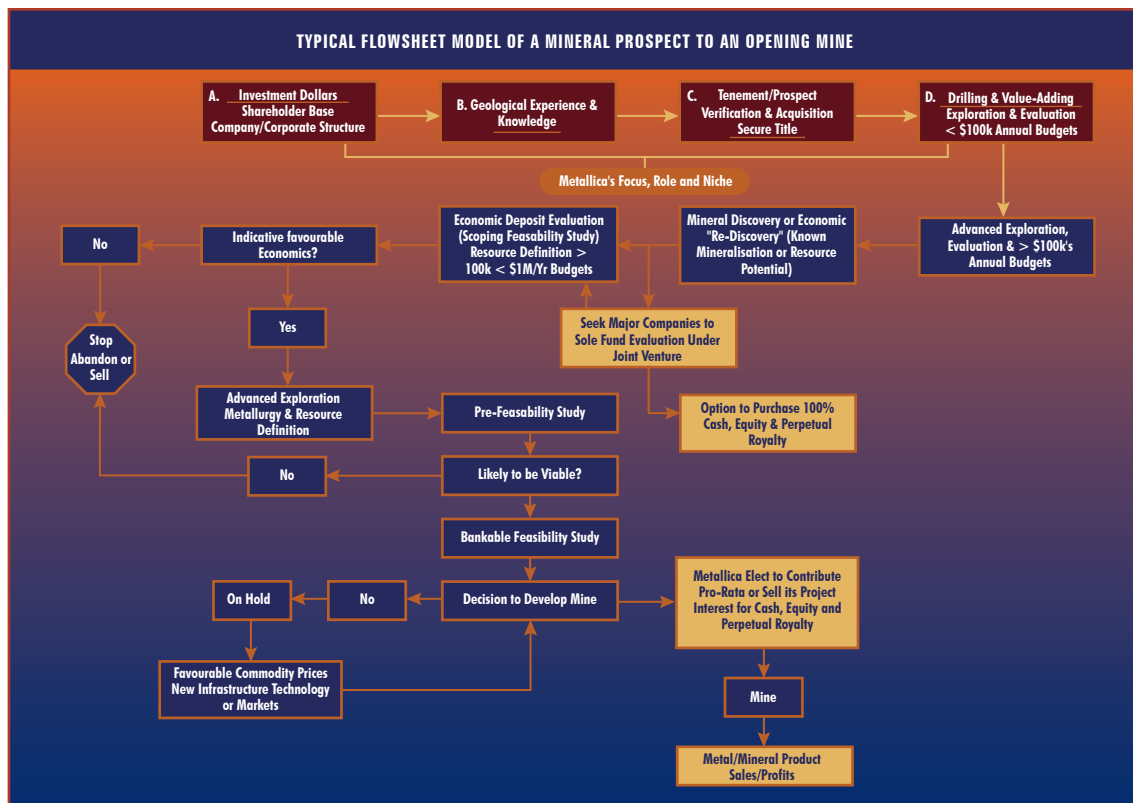 TYPICAL FLOWSHEET MODEL OF A MINERAL PROSPECT TO AN OPENING MINE
A. Investment Dollars
Shareholder Base
Company/Corporate Structure
B. Geological Experience &
Knowledge
C. Tenement/Prospect
Verification & Acquisition
Secure Title
D. Drilling & Value-Adding
Exploration & Evaluation
< $100k Annual Budgets
Metallica's Focus, Role and Niche
No
Indicative favourable
Economics?
Economic Deposit Evaluation
(Scoping Feasability Study)
Resource Definition >
100k < $1M/Yr Budgets
Mineral Discovery or Economic
"Re-Discovery" (Known
Mineralisation or Resource
Potential)
Advanced Exploration,
Evaluation & > $100k's
Annual Budgets
Stop
Abandon or
Sell
Yes
Seek Major Companies to
Sole Fund Evaluation Under
Joint Venture
Advanced Exploration
Metallurgy & Resource
Definition
Pre-Feasability Study
Option to Purchase 100%
Cash, Equity & Perpetual
Royalty
No
Likely to be Viable?
Bankable Feasibility Study
On Hold
No
Decision to Develop Mine
Metallica Elect to Contribute
Pro-Rata or Sell its Project
Interest for Cash, Equity and
Perpetual Royalty
Favourable Commodity Prices
New Infrastructure Technology
or Markets
Mine
Metal/Mineral Product
Sales/Profits